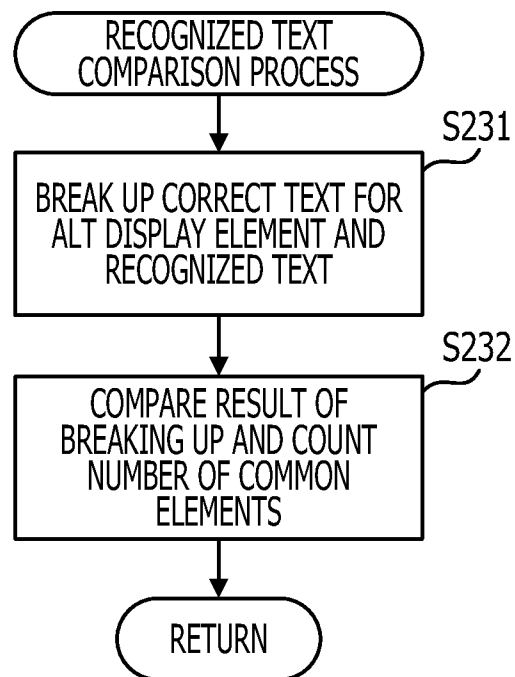 RECOGNIZED TEXT
COMPARISON PROCESS
S231
BREAK UP CORRECT TEXT FOR
ALT DISPLAY ELEMENT AND
RECOGNIZED TEXT
S232
COMPARE RESULT OF
BREAKING UP AND COUNT
NUMBER OF COMMON
ELEMENTS
RETURN